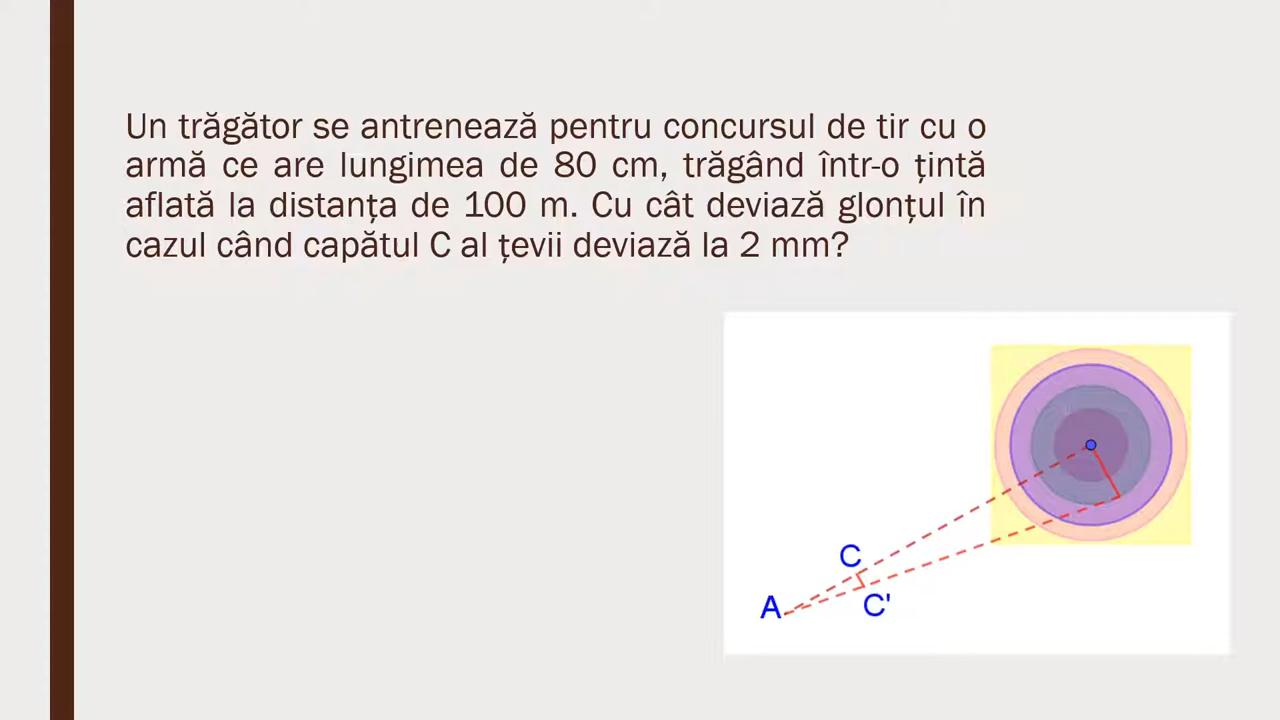 Un trăgător se antrenează pentru concursul de tir cu o
armă ce are lungimea de 80 cm, trăgând într-o țintă
aflată la distanța de 100 m. Cu cât deviază glonțul în
cazul când capătul C al țevii deviază la 2 mm?
C
A
C'